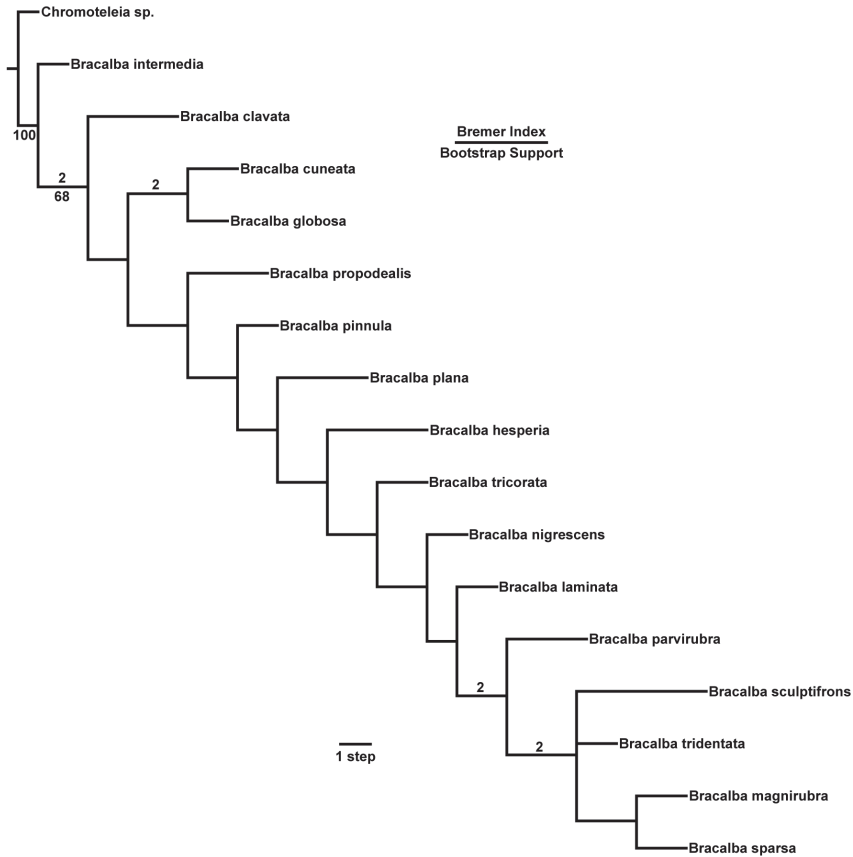 Chromoteleia sp.
Bracalba intermedia
Bracalba clavata
Bremer Index
100
Bootstrap Support
Bracalba cuneata
2
2
68
Bracalba globosa
Bracalba propodealis
Bracalba pinnula
Bracalba plana
Bracalba hesperia
Bracalba tricorata
Bracalba nigrescens
Bracalba laminata
Bracalba parvirubra
2
Bracalba sculptifrons
Bracalba tridentata
2
1 step
Bracalba magnirubra
Bracalba sparsa